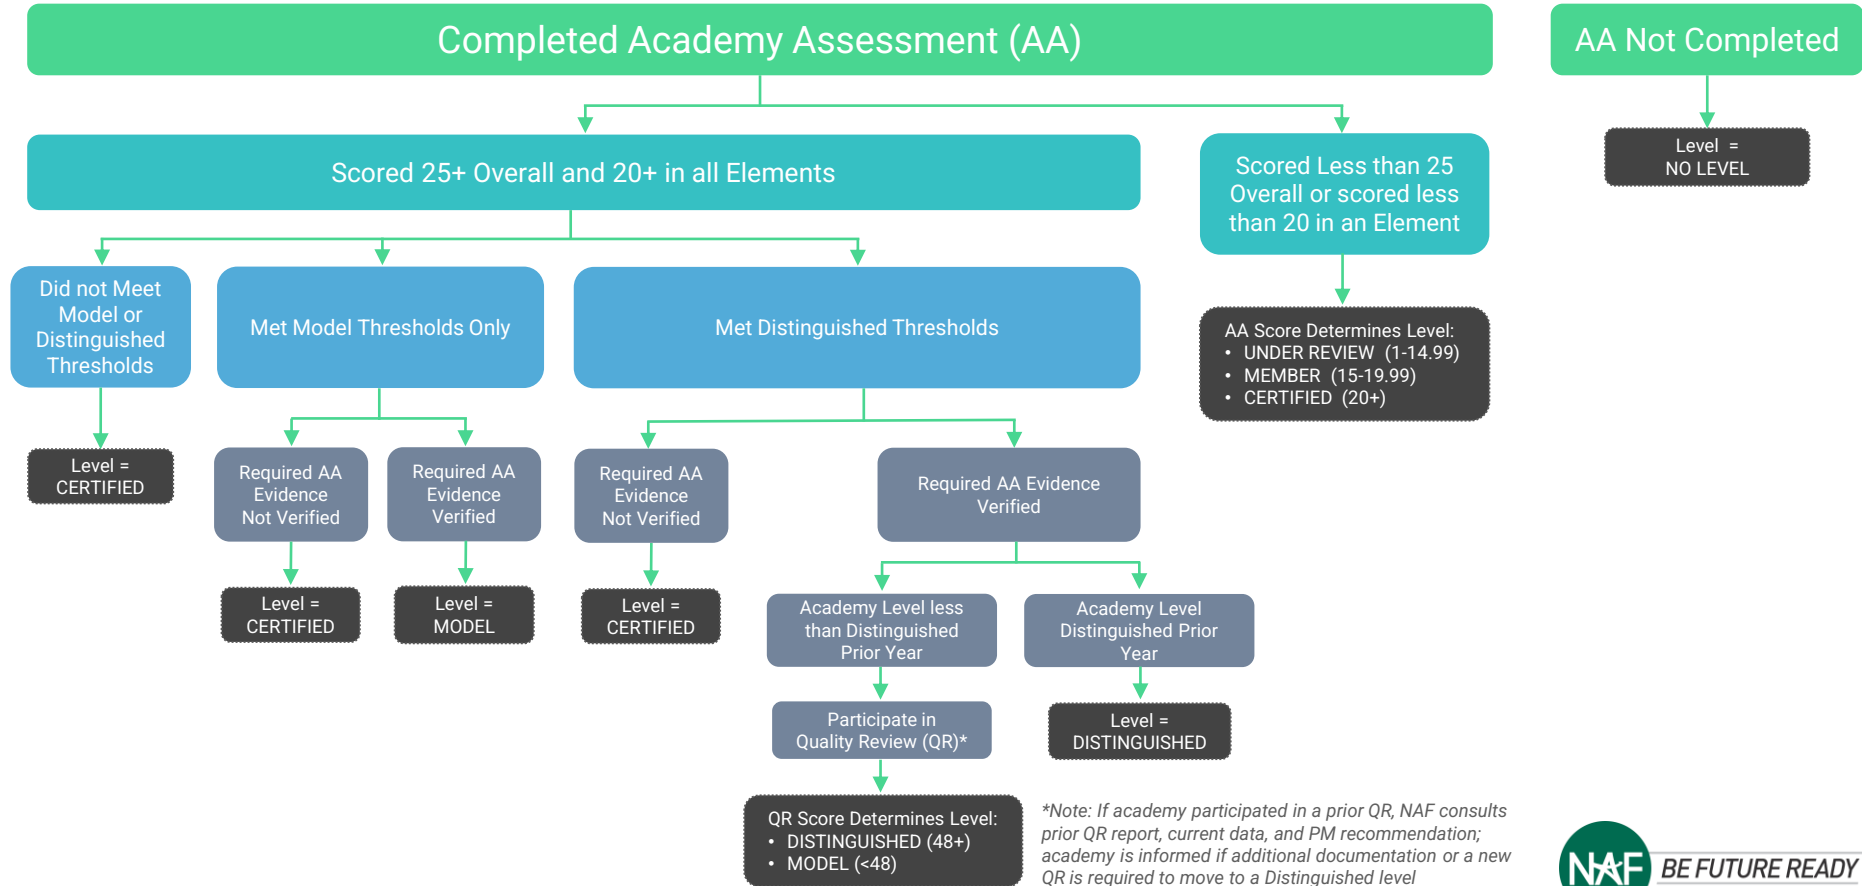 Completed Academy Assessment (AA)
AA Not Completed
Level =
NO LEVEL
Scored 25+ Overall and 20+ in all Elements
Scored Less than 25
Overall or scored less
than 20 in an Element
Did not Meet
Model or
Distinguished
Thresholds
Met Model Thresholds Only
Met Distinguished Thresholds
AA Score Determines Level:
• UNDER REVIEW (1-14.99)
• MEMBER (15-19.99)
• CERTIFIED (20+)
Level =
CERTIFIED
Required AA
Evidence
Not Verified
Required AA
Evidence
Verified
Required AA
Evidence
Not Verified
Required AA Evidence
Verified
Level =
CERTIFIED
Level =
MODEL
Level =
CERTIFIED
Academy Level less
than Distinguished
Prior Year
Academy Level
Distinguished Prior
Year
Participate in
Quality Review (QR)*
Level =
DISTINGUISHED
QR Score Determines Level:
• DISTINGUISHED (48+)
• MODEL (<48)
*Note: If academy participated in a prior QR, NAF consults
prior QR report, current data, and PM recommendation;
academy is informed if additional documentation or a new
QR is required to move to a Distinguished level
NAF BE FUTURE READY